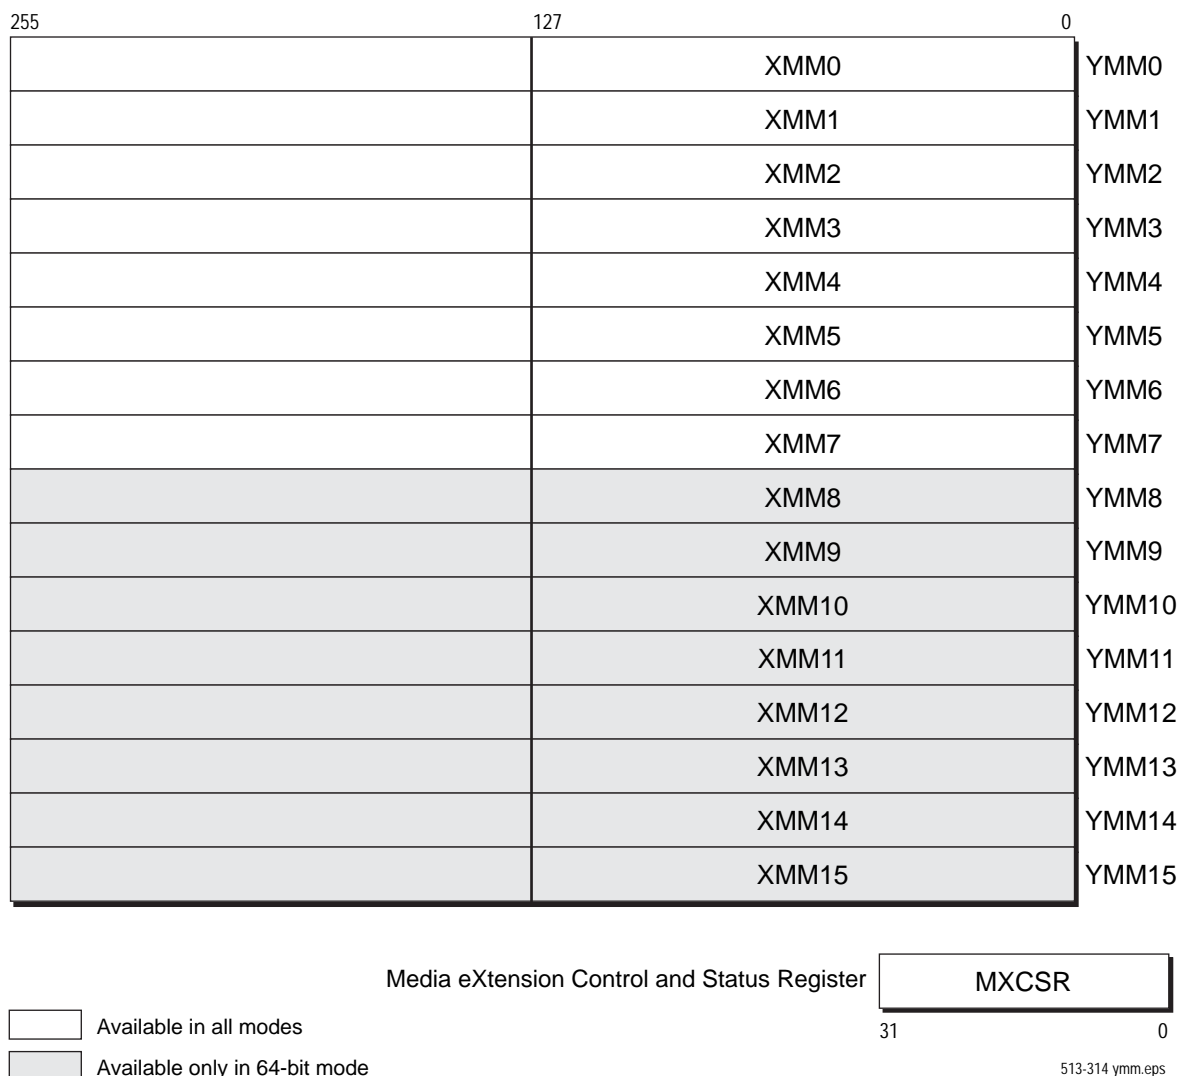 255 127 0
XMM0 YMM0
XMM1 YMM1
XMM2 YMM2
XMM3 YMM3
XMM4 YMM4
XMM5 YMM5
XMM6 YMM6
XMM7 YMM7
XMM8 YMM8
XMM9 YMM9
XMM10 YMM10
XMM11 YMM11
XMM12 YMM12
XMM13 YMM13
XMM14 YMM14
XMM15 YMM15
Media eXtension Control and Status Register MXCSR
31 0
Available in all modes
Available only in 64-bit mode
513-314 ymm.eps